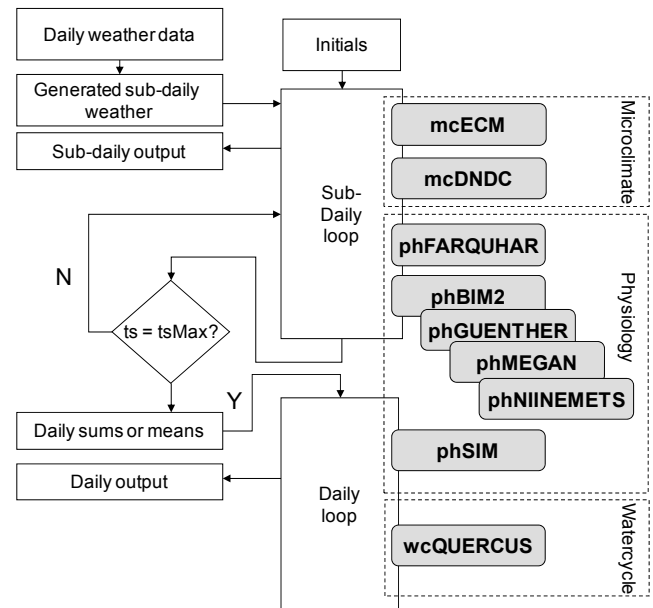 Daily weather data
Initials
Generated sub-daily
weather
Sub-daily output
Sub-
Daily
loop
N
ts = tsMax?
Y
Daily sums or means
Daily output
Daily
loop
Microclimate
mcECM
mcDNDC
Physiology
phFARQUHAR
phBIM2
phGUENTHER
phMEGAN
phNIINEMETS
phSIM
Watercycle
wcQUERCUS